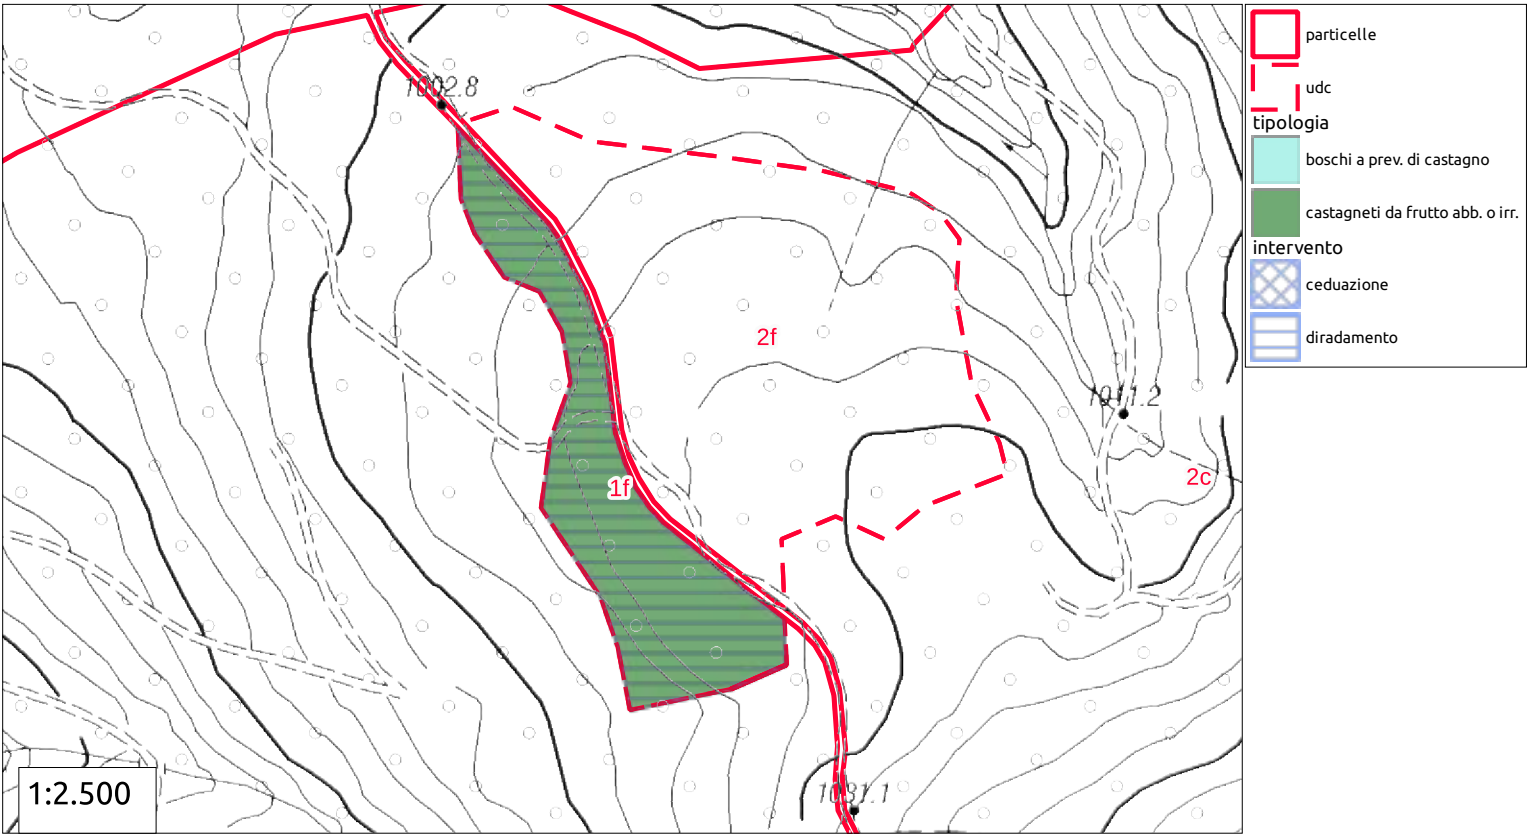 1002.8
2f
1011.2
2c
1f
1031.1
1:2.500
particelle
udc
tipologia
boschi a prev. di castagno
castagneti da frutto abb. o irr.
intervento
ceduazione
diradamento